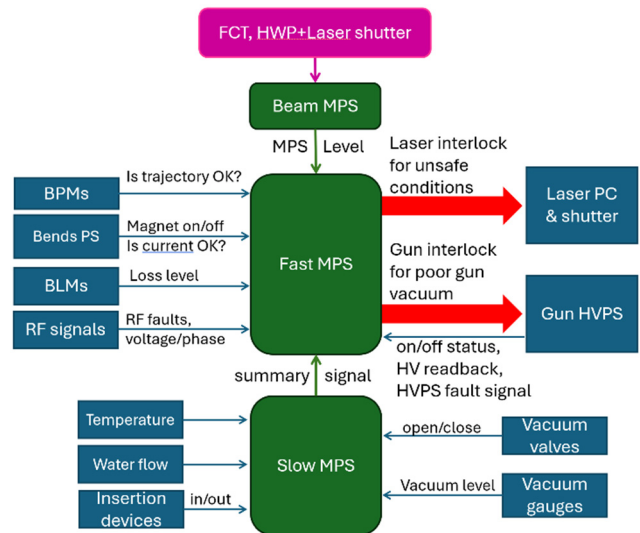 FCT, HWP+Laser shutter
Beam MPS
MPS Level
Laser interlock
for unsafe
conditions
Laser PC
& shutter
BPMs
Is trajectory OK?
Bends PS
Magnet on/off
Is current OK?
Fast MPS
BLMs
Loss level
RF signals
RF faults,
voltage/phase
Gun interlock
for poor gun
vacuum
Gun HVPS
on/off status,
HV readback,
HVPS fault signal
summary signal
Temperature
Water flow
Insertion
devices
in/out
Slow MPS
open/close
Vacuum
valves
Vacuum level
Vacuum
gauges